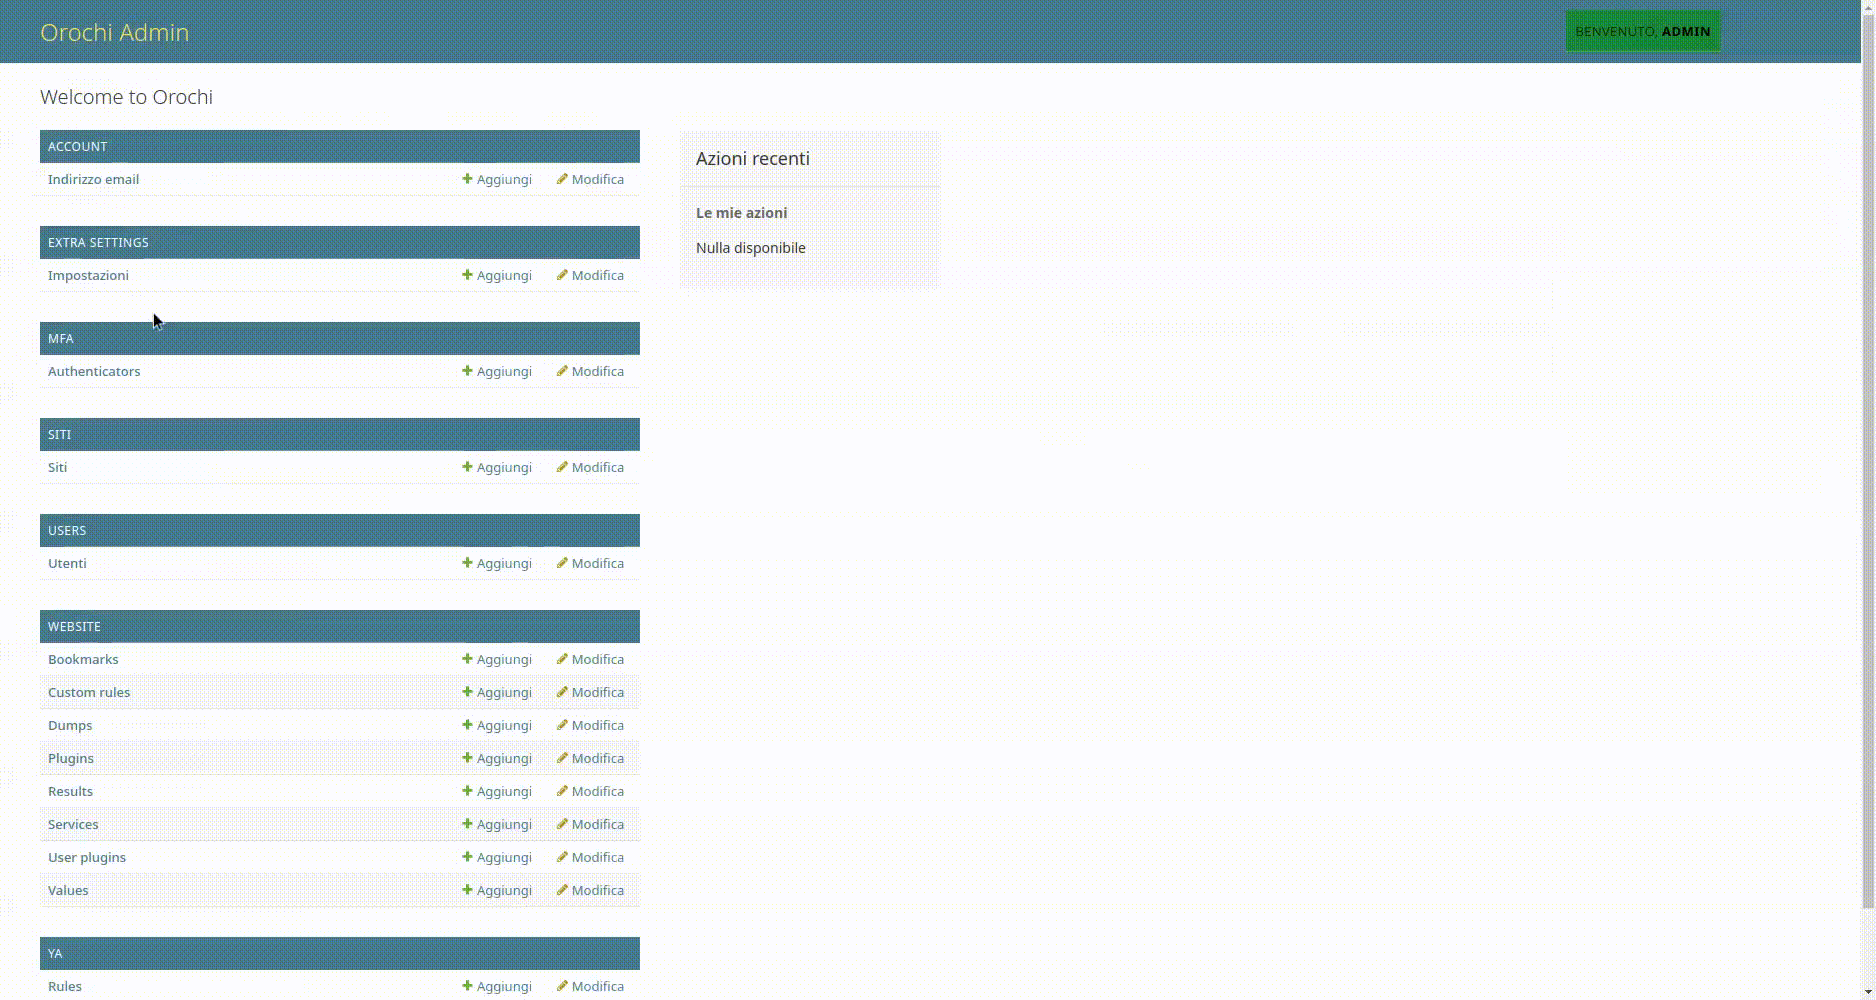 Orochi Admin
BENVENUTO, ADMIN
Welcome to Orochi
ACCOUNT
Indirizzo email Aggiungi Modifica
EXTRA SETTINGS
Impostazioni Aggiungi Modifica
MFA
Authenticators Aggiungi Modifica
SITI
Siti Aggiungi Modifica
USERS
Utenti Aggiungi Modifica
WEBSITE
Bookmarks Aggiungi Modifica
Custom rules Aggiungi Modifica
Dumps Aggiungi Modifica
Plugins Aggiungi Modifica
Results Aggiungi Modifica
Services Aggiungi Modifica
User plugins Aggiungi Modifica
Values Aggiungi Modifica
YA
Rules Aggiungi Modifica
Azioni recenti
Le mie azioni
Nulla disponibile